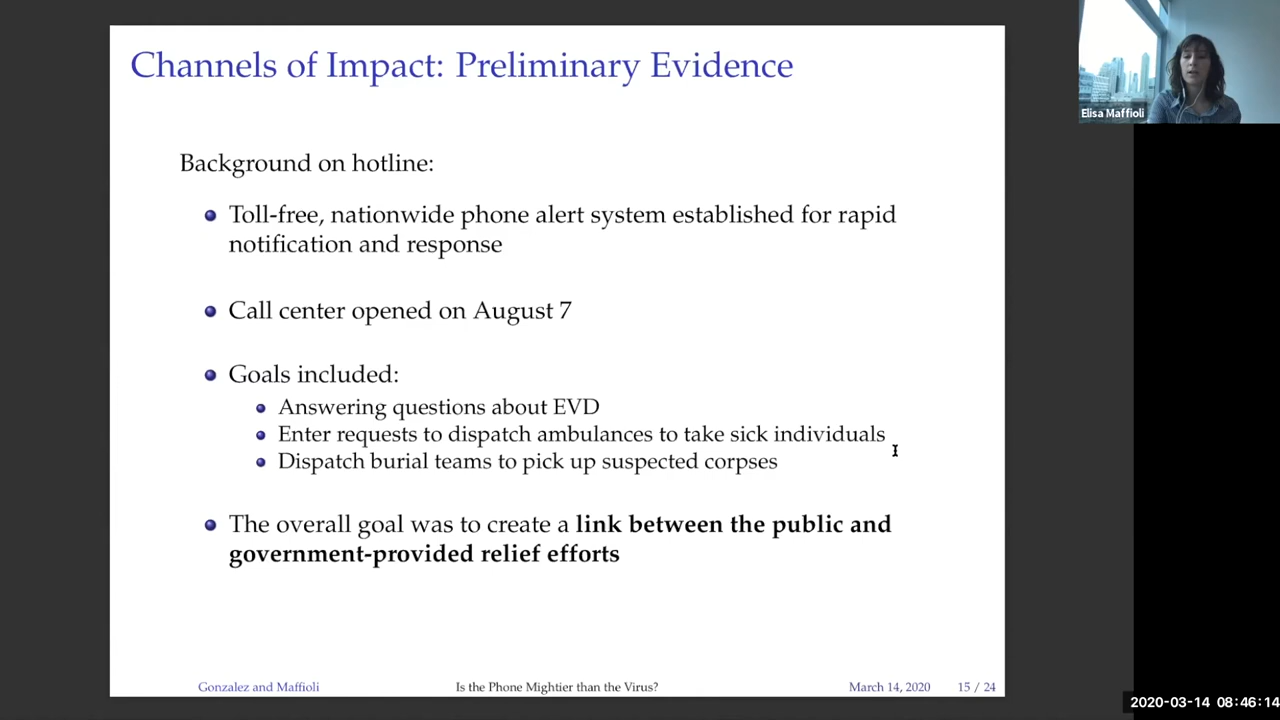 Channels of Impact: Preliminary Evidence
Elisa Maffioli
Background on hotline:
Toll-free, nationwide phone alert system established for rapid
notification and response
Call center opened on August 7
Goals included:
Answering questions about EVD
Enter requests to dispatch ambulances to take sick individuals
Dispatch burial teams to pick up suspected corpses
The overall goal was to create a link between the public and
government-provided relief efforts
Gonzalez and Maffioli Is the Phone Mightier than the Virus? March 14, 2020 15 / 24
2020-03-14 08:46:14